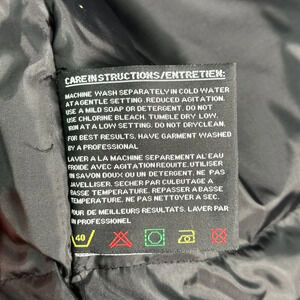 CARE INSTRUCTIONS/ENTRETIEN:
MACHINE WASH SEPARATELY IN COLD WATER
AT A GENTLE SETTING. REDUCED AGITATION.
USE A MILD SOAP OR DETERGENT. DO NOT
USE CHLORINE BLEACH. TUMBLE DRY LOW.
IRON AT A LOW SETTING. DO NOT DRYCLEAN.
FOR BEST RESULTS. HAVE GARMENT WASHED
BY A PROFESSIONAL
LAVER A LA MACHINE SEPAREMENT AL'EAU
FROIDE AVEC AGITATION REDUITE. UTILISER
UN SAVON DOUX OU UN DETERGENT. NE PAS
JAVELLISER. SECHER PAR CULBUTAGE A
BASSE TEMPERATURE. REPASSER A BASSE
TEMPERATURE. NE PAS NETTOYER A SEC.
POUR DE MEILLEURS RESULTATS. LAVER PAR
UN PROFESSIONEL
40